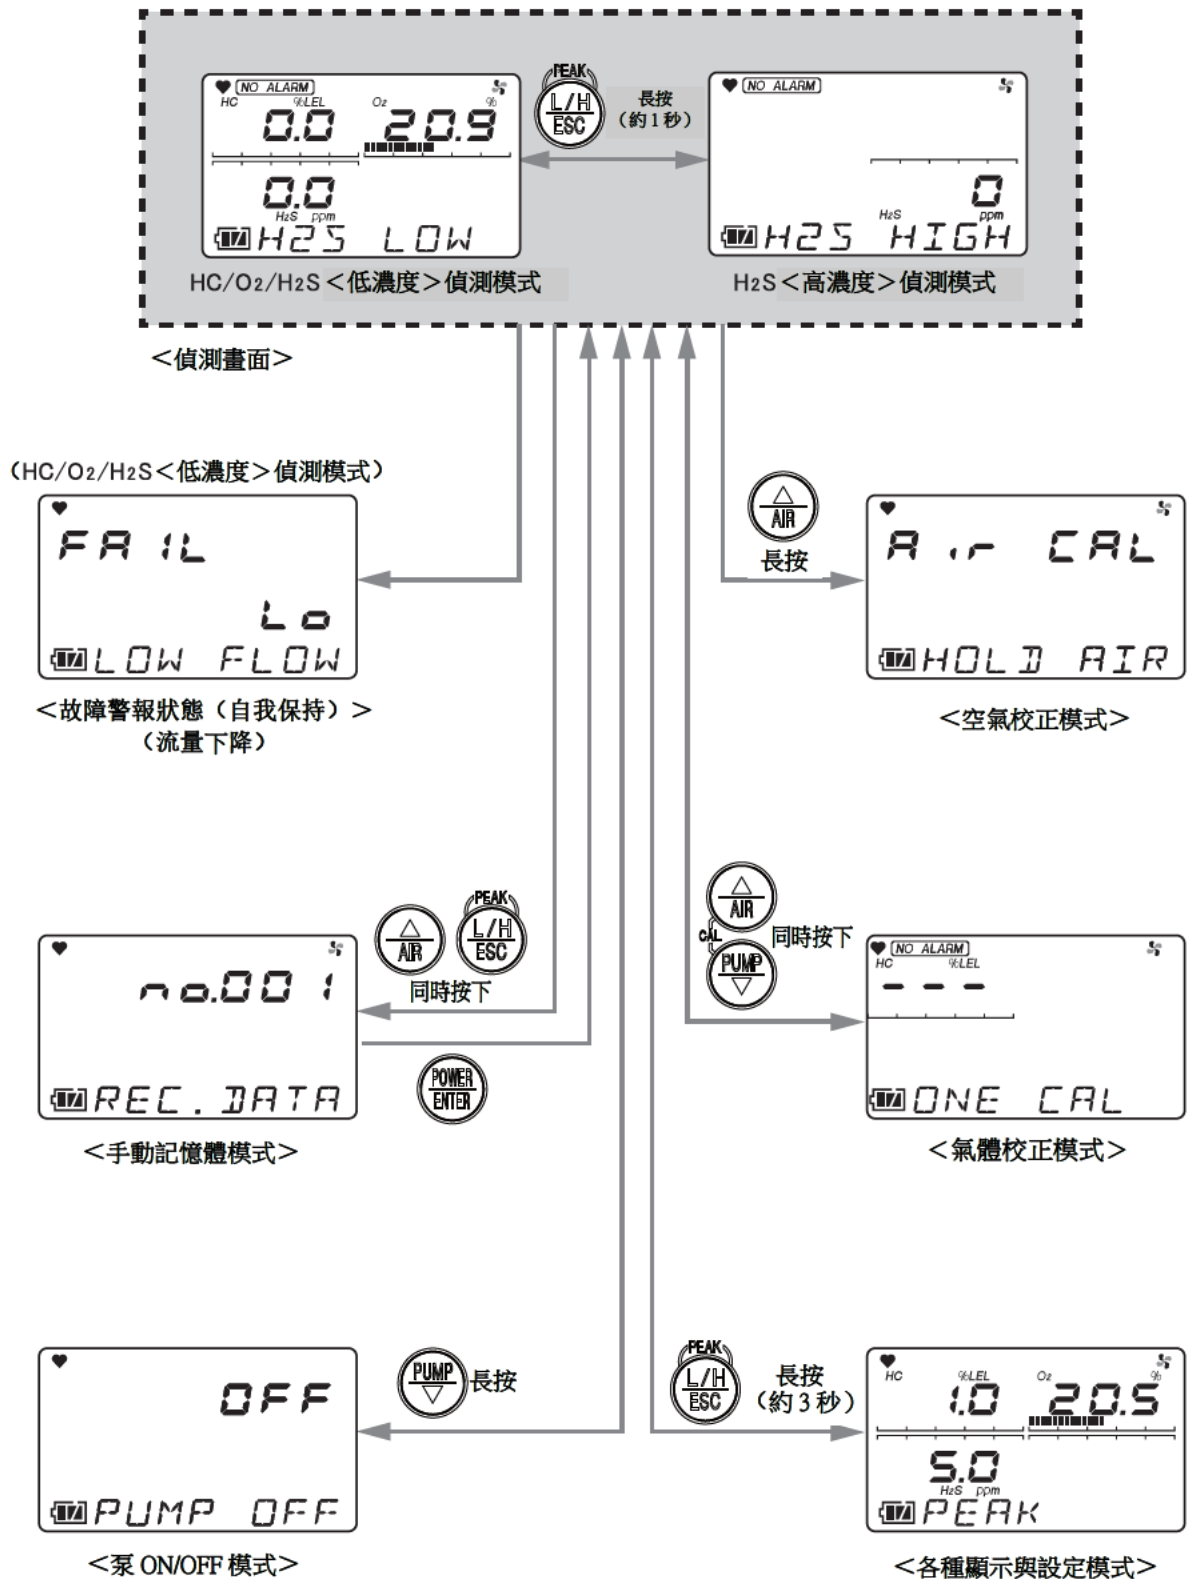 NO ALARM
HC %LEL O2 %
0.0 20.9
0.0
H2S ppm
H2S LOW
PEAK
L/H
ESC
長按
（約1秒）
NO ALARM
0
H2S ppm
H2S HIGH
HC/O2/H2S＜低濃度＞偵測模式
H2S＜高濃度＞偵測模式
＜偵測畫面＞
（HC/O2/H2S＜低濃度＞偵測模式）
FAIL
Lo
LOW FLOW
＜故障警報狀態（自我保持）＞
（流量下降）
△
AIR
長按
Air CAL
HOLD AIR
＜空氣校正模式＞
no.001
REC.DATA
＜手動記憶體模式＞
△
AIR
PEAK
L/H
ESC
同時按下
POWER
ENTER
△
AIR
CAL
PUMP
▽
同時按下
NO ALARM
HC %LEL
---
ONE CAL
＜氣體校正模式＞
OFF
PUMP OFF
＜泵 ON/OFF 模式＞
PUMP
▽
長按
PEAK
L/H
ESC
長按
（約3秒）
HC %LEL O2 %
1.0 20.5
5.0
H2S ppm
PEAK
＜各種顯示與設定模式＞